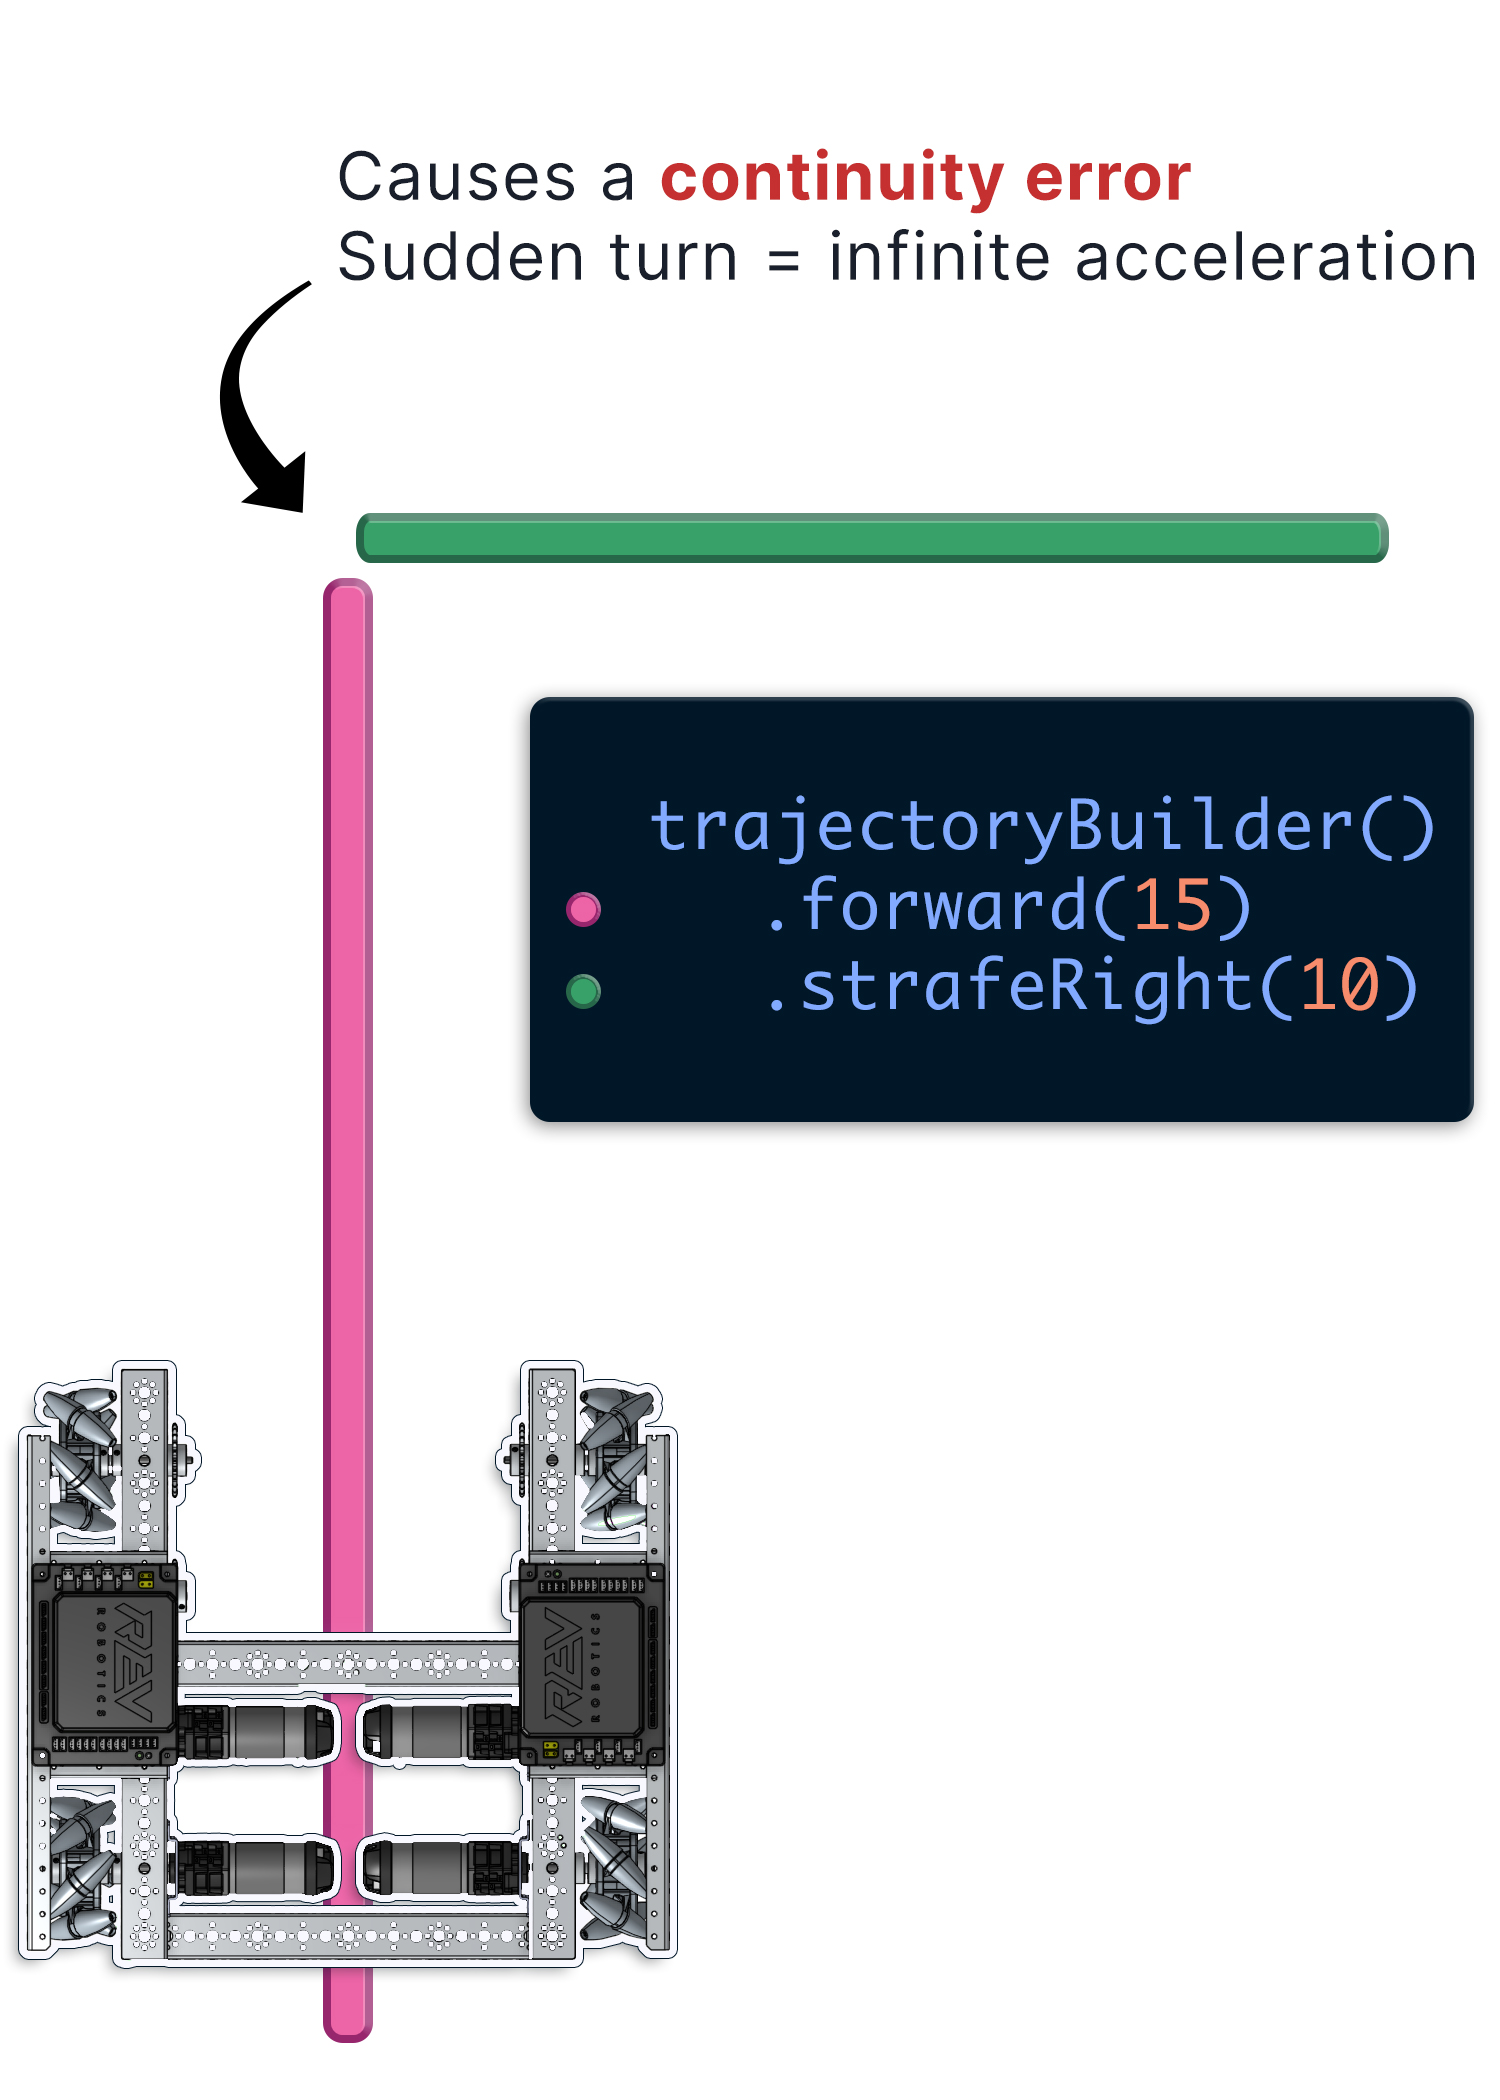 Causes a continuity error
Sudden turn = infinite acceleration
trajectoryBuilder()
.forward(15)
.strafeRight(10)
REV
ROBOTICS
REV
ROBOTICS